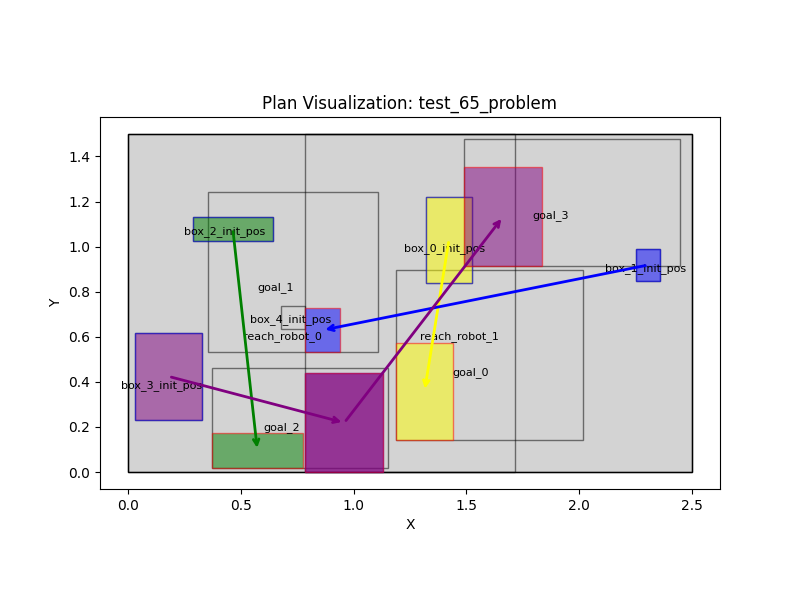 Plan Visualization: test_65_problem
Y
1.4
1.2
1.0
0.8
0.6
0.4
0.2
0.0
goal_3
box_2_init_pos
box_0_init_pos
box_1_init_pos
goal_1
box_4_init_pos
reach_robot_0
reach_robot_1
goal_0
box_3_init_pos
goal_2
0.0 0.5 1.0 1.5 2.0 2.5
X